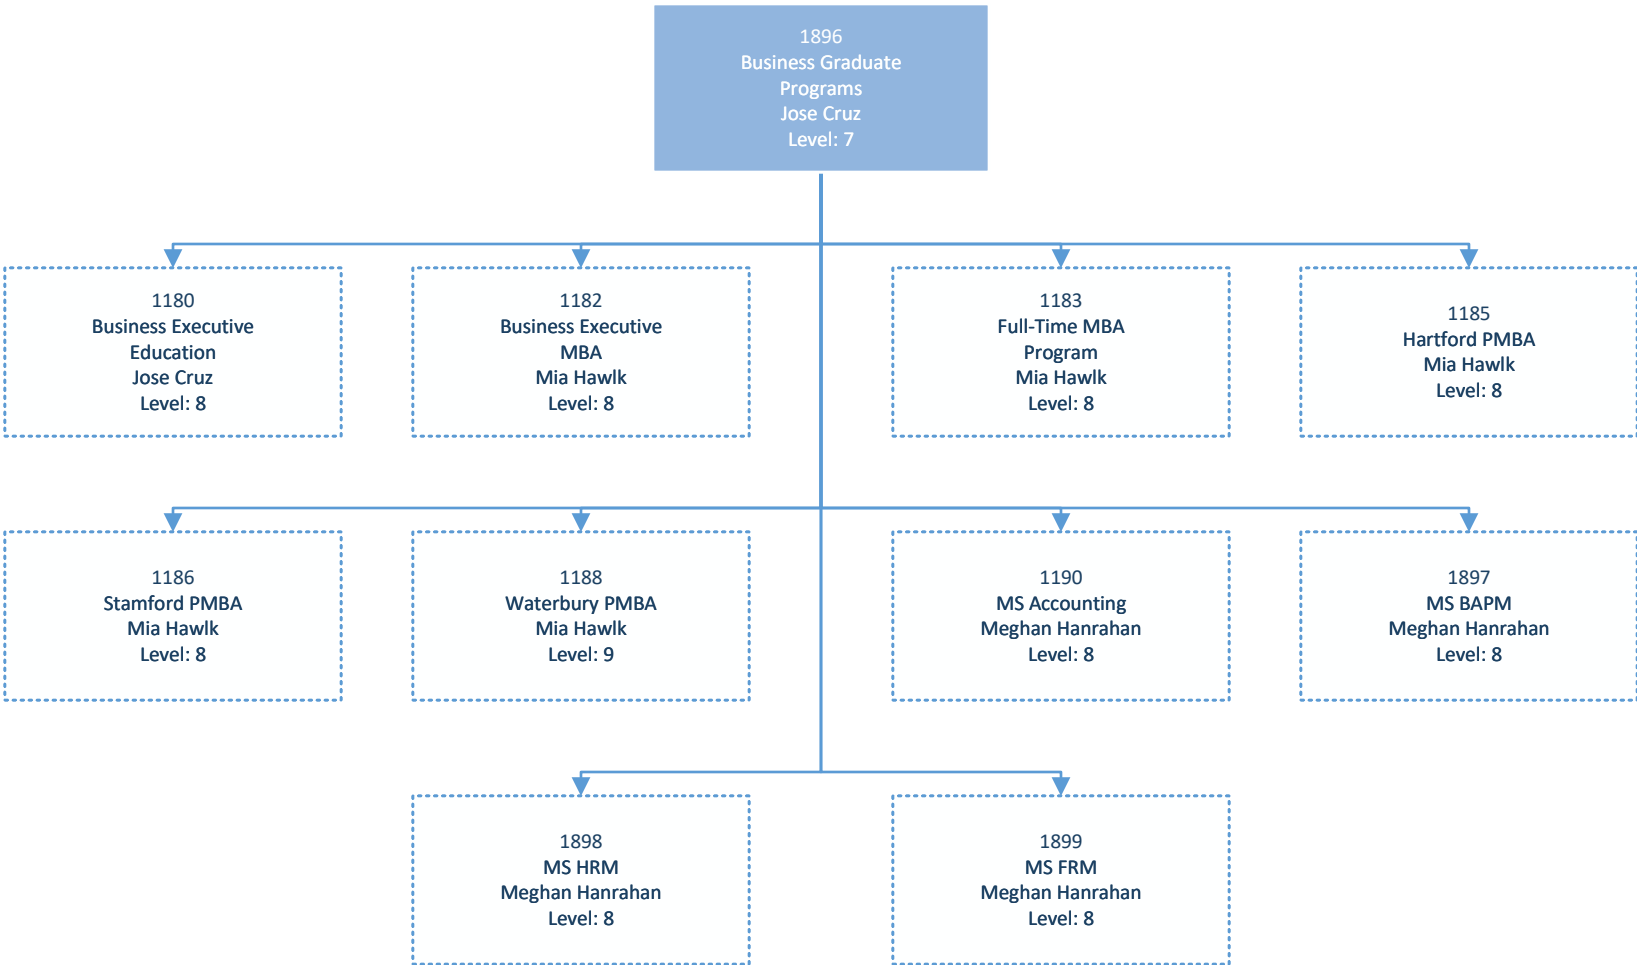 1896
Business Graduate
Programs
Jose Cruz
Level: 7
1180
Business Executive
Education
Jose Cruz
Level: 8
1182
Business Executive
MBA
Mia Hawlk
Level: 8
1183
Full-Time MBA
Program
Mia Hawlk
Level: 8
1185
Hartford PMBA
Mia Hawlk
Level: 8
1186
Stamford PMBA
Mia Hawlk
Level: 8
1188
Waterbury PMBA
Mia Hawlk
Level: 9
1190
MS Accounting
Meghan Hanrahan
Level: 8
1897
MS BAPM
Meghan Hanrahan
Level: 8
1898
MS HRM
Meghan Hanrahan
Level: 8
1899
MS FRM
Meghan Hanrahan
Level: 8